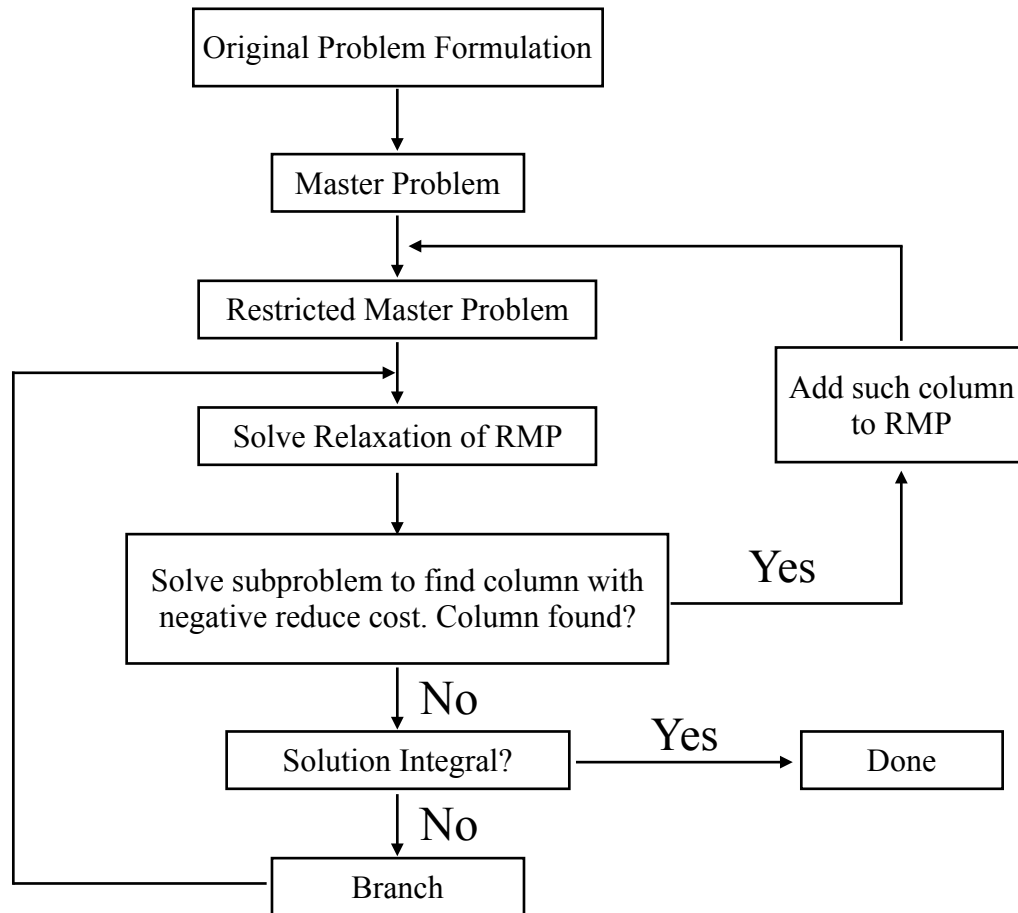 Original Problem Formulation
Master Problem
Restricted Master Problem
Add such column
to RMP
Solve Relaxation of RMP
Solve subproblem to find column with
negative reduce cost. Column found?
Yes
No
Solution Integral?
Yes
Done
No
Branch